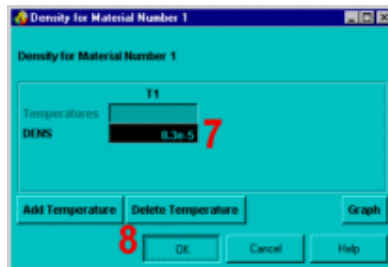 Density for Material Number 1
Density for Material Number 1
T1
Temperatures
DENS 8.3e-5 7
Add Temperature Delete Temperature Graph
8 OK Cancel Help